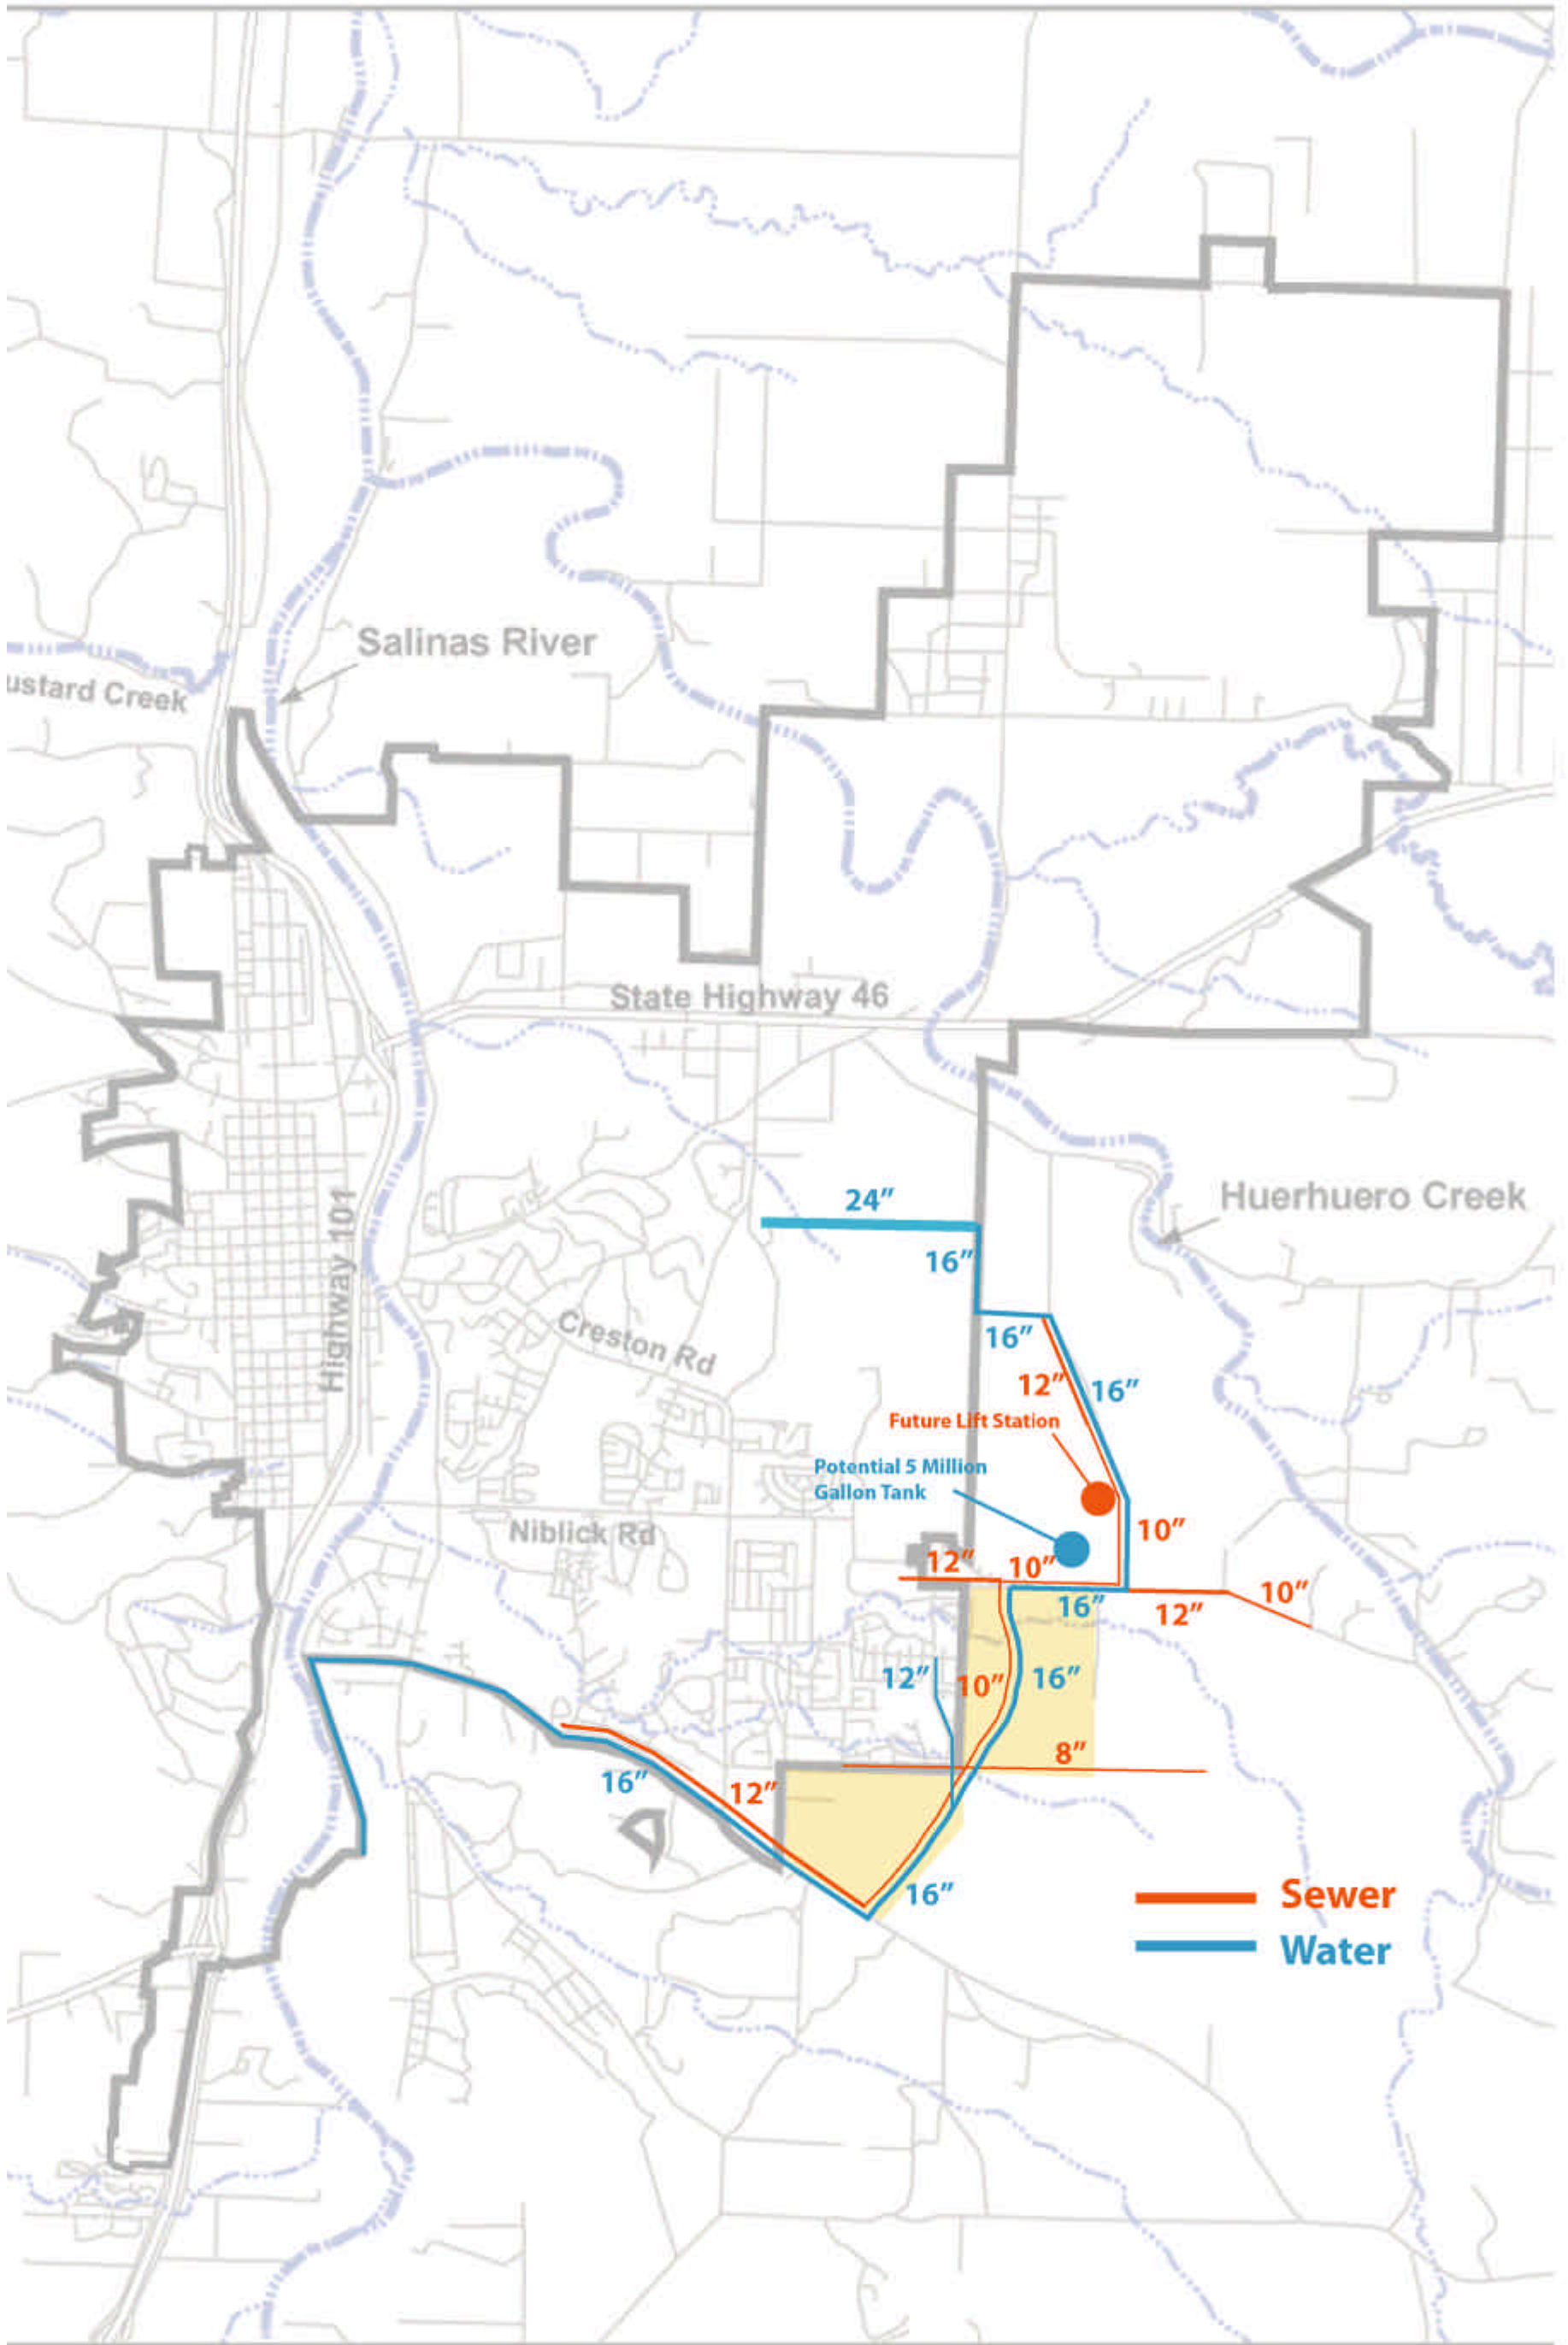 Salinas River
ustard Creek
State Highway 46
Huerhuero Creek
24”
16”
Highway 101
Creston Rd
16”
12”
16”
Future Lift Station
Potential 5 Million
Gallon Tank
Niblick Rd
10”
12”
10”
10”
16”
12”
12”
10”
16”
8”
16”
12”
16”
Sewer
Water